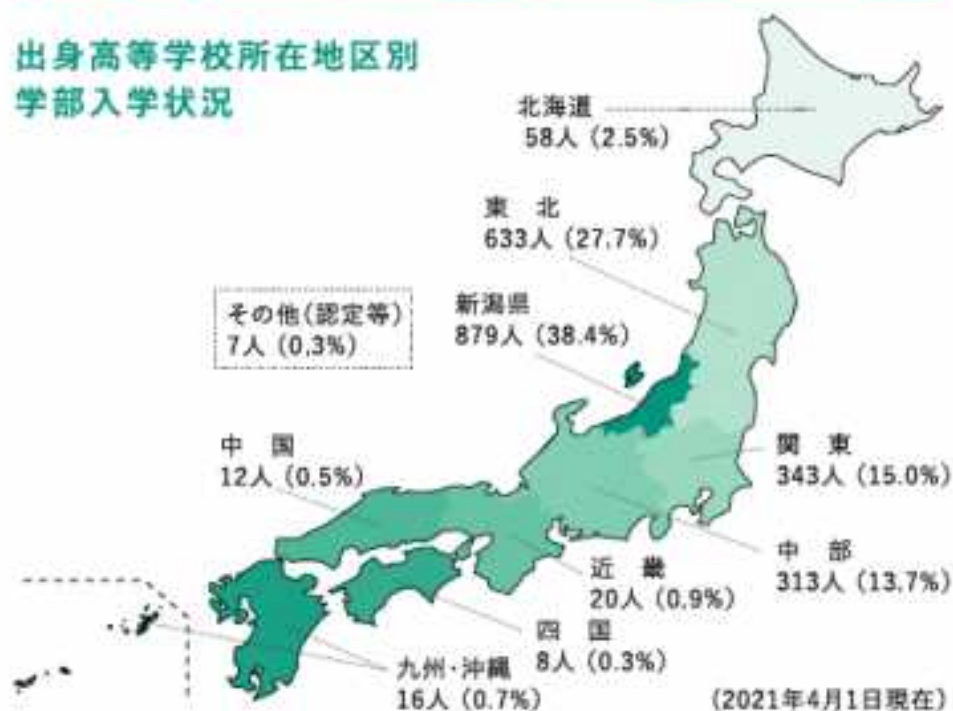 出身高等学校所在地区別
学部入学状況
北海道
58人 (2.5%)
東 北
633人 (27.7%)
新潟県
879人 (38.4%)
その他(認定等)
7人 (0.3%)
中 国
12人 (0.5%)
関 東
343人 (15.0%)
中 部
313人 (13.7%)
近 畿
20人 (0.9%)
四 国
8人 (0.3%)
九州・沖縄
16人 (0.7%)
(2021年4月1日現在)